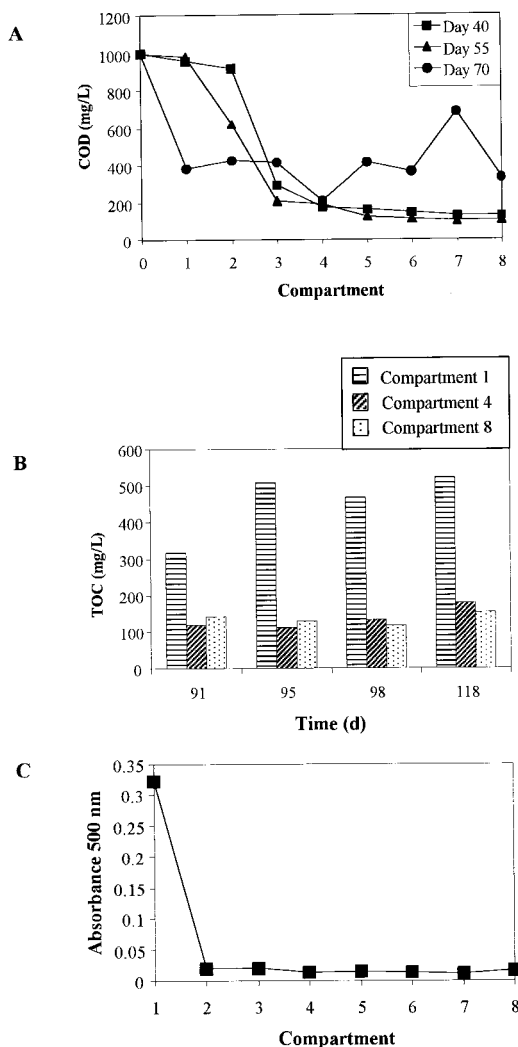 A
COD (mg/L)
1200
1000
800
600
400
200
0
Day 40
Day 55
Day 70
0 1 2 3 4 5 6 7 8
Compartment
Compartment 1
Compartment 4
Compartment 8
B
TOC (mg/L)
600
500
400
300
200
100
0
91 95 98 118
Time (d)
C
Absorbance 500 nm
0.35
0.3
0.25
0.2
0.15
0.1
0.05
0
1 2 3 4 5 6 7 8
Compartment